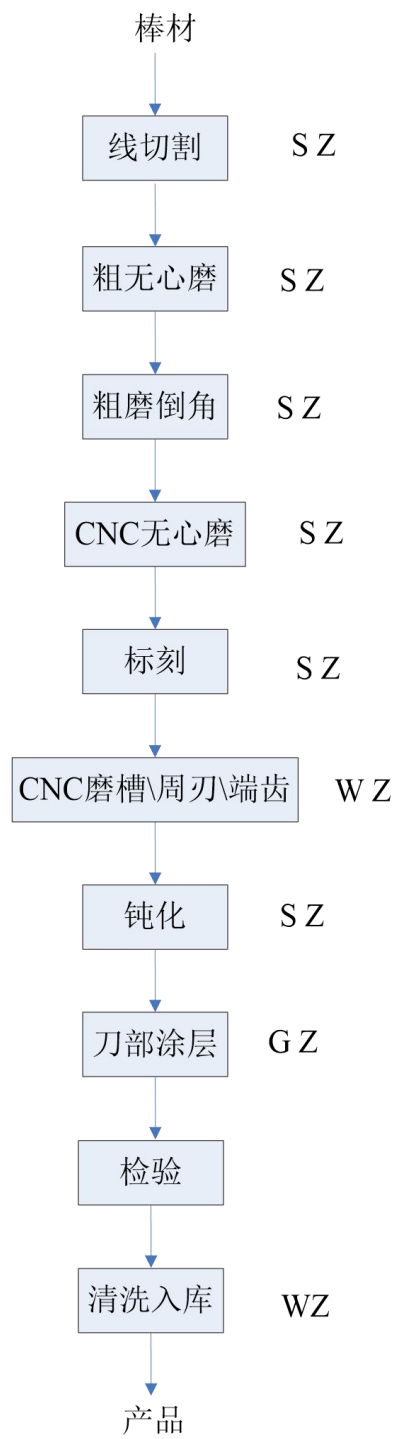 棒材
线切割 S Z
粗无心磨 S Z
粗磨倒角 S Z
CNC无心磨 S Z
标刻 S Z
CNC磨槽\周刃\端齿 W Z
钝化 S Z
刀部涂层 G Z
检验
清洗入库 WZ
产品